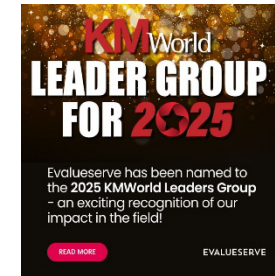 KMWorld
LEADER GROUP
FOR 2025
Evalueserve has been named to
the 2025 KMWorld Leaders Group
- an exciting recognition of our
impact in the field!
READ MORE
EVALUESERVE